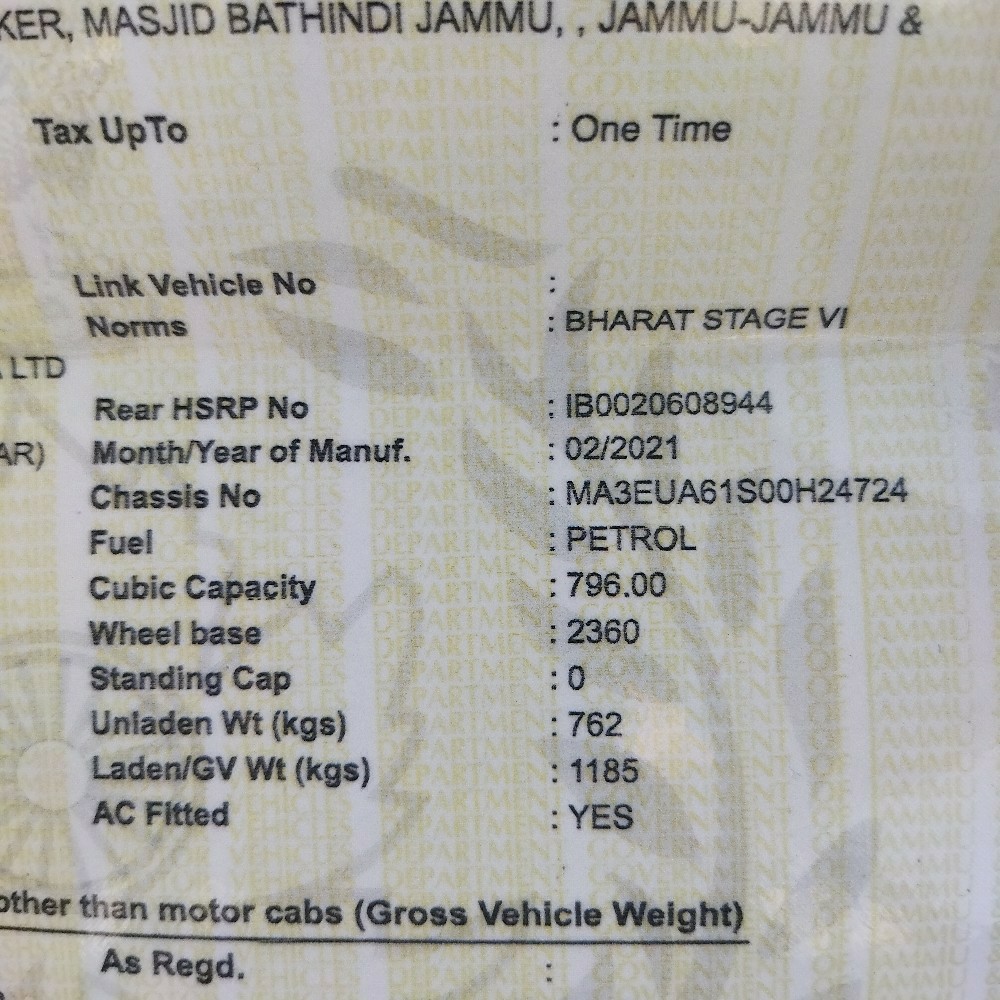 KER, MASJID BATHINDI JAMMU, , JAMMU-JAMMU &
Tax UpTo : One Time
Link Vehicle No :
Norms : BHARAT STAGE VI
LTD
Rear HSRP No : IB0020608944
AR) Month/Year of Manuf. : 02/2021
Chassis No : MA3EUA61S00H24724
Fuel : PETROL
Cubic Capacity : 796.00
Wheel base : 2360
Standing Cap : 0
Unladen Wt (kgs) : 762
Laden/GV Wt (kgs) : 1185
AC Fitted : YES
other than motor cabs (Gross Vehicle Weight)
As Regd. :